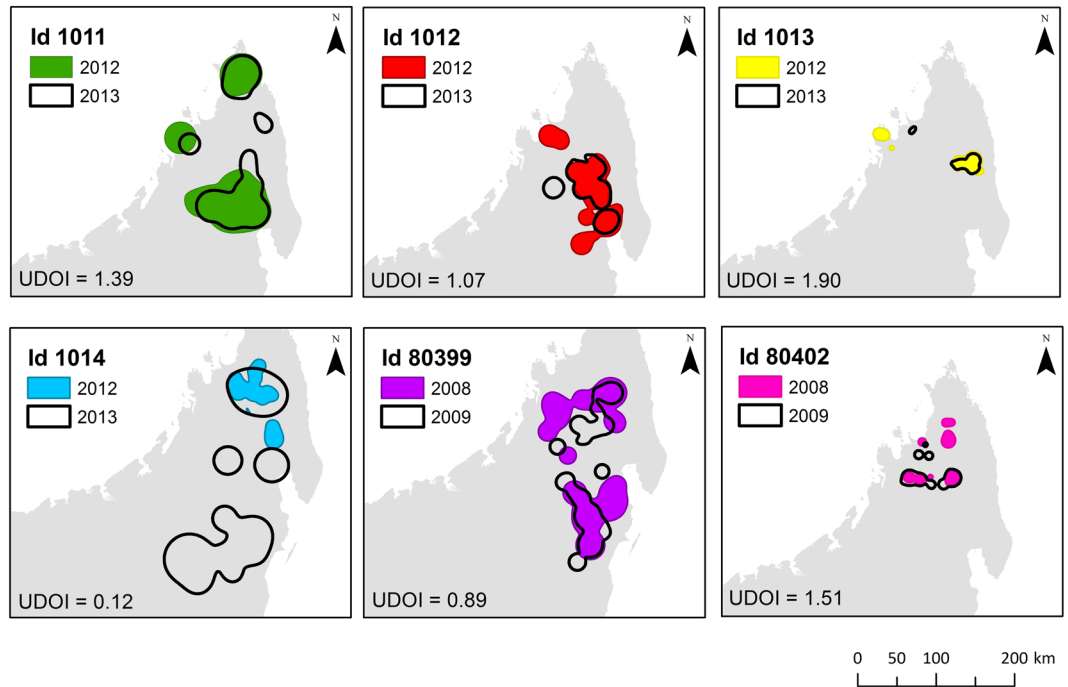 N
Id 1011
2012
2013
UDOI = 1.39
N
Id 1012
2012
2013
UDOI = 1.07
N
Id 1013
2012
2013
UDOI = 1.90
N
Id 1014
2012
2013
UDOI = 0.12
N
Id 80399
2008
2009
UDOI = 0.89
N
Id 80402
2008
2009
UDOI = 1.51
0 50 100 200 km